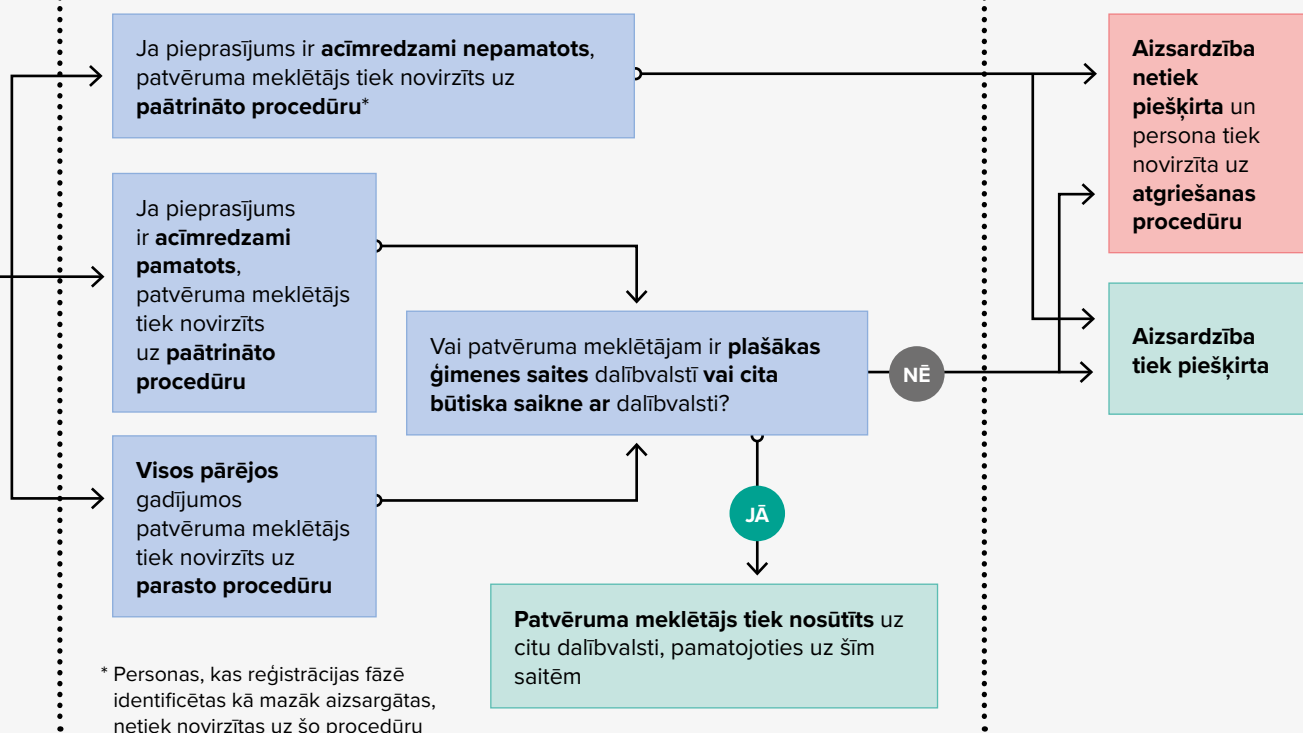 Ja pieprasījums ir acīmredzami nepamatots,
patvēruma meklētājs tiek novirzīts uz
paātrināto procedūru*
Ja pieprasījums
ir acīmredzami
pamatots,
patvēruma meklētājs
tiek novirzīts
uz paātrināto
procedūru
Visos pārējos
gadījumos
patvēruma meklētājs
tiek novirzīts uz
parasto procedūru
* Personas, kas reģistrācijas fāzē
identificētas kā mazāk aizsargātas,
netiek novirzītas uz šo procedūru
Vai patvēruma meklētājam ir plašākas
ģimenes saites dalībvalstī vai cita
būtiska saikne ar dalībvalsti?
NĒ
JĀ
Patvēruma meklētājs tiek nosūtīts uz
citu dalībvalsti, pamatojoties uz šīm
saitēm
Aizsardzība
netiek
piešķirta un
persona tiek
novirzīta uz
atgriešanas
procedūru
Aizsardzība
tiek piešķirta